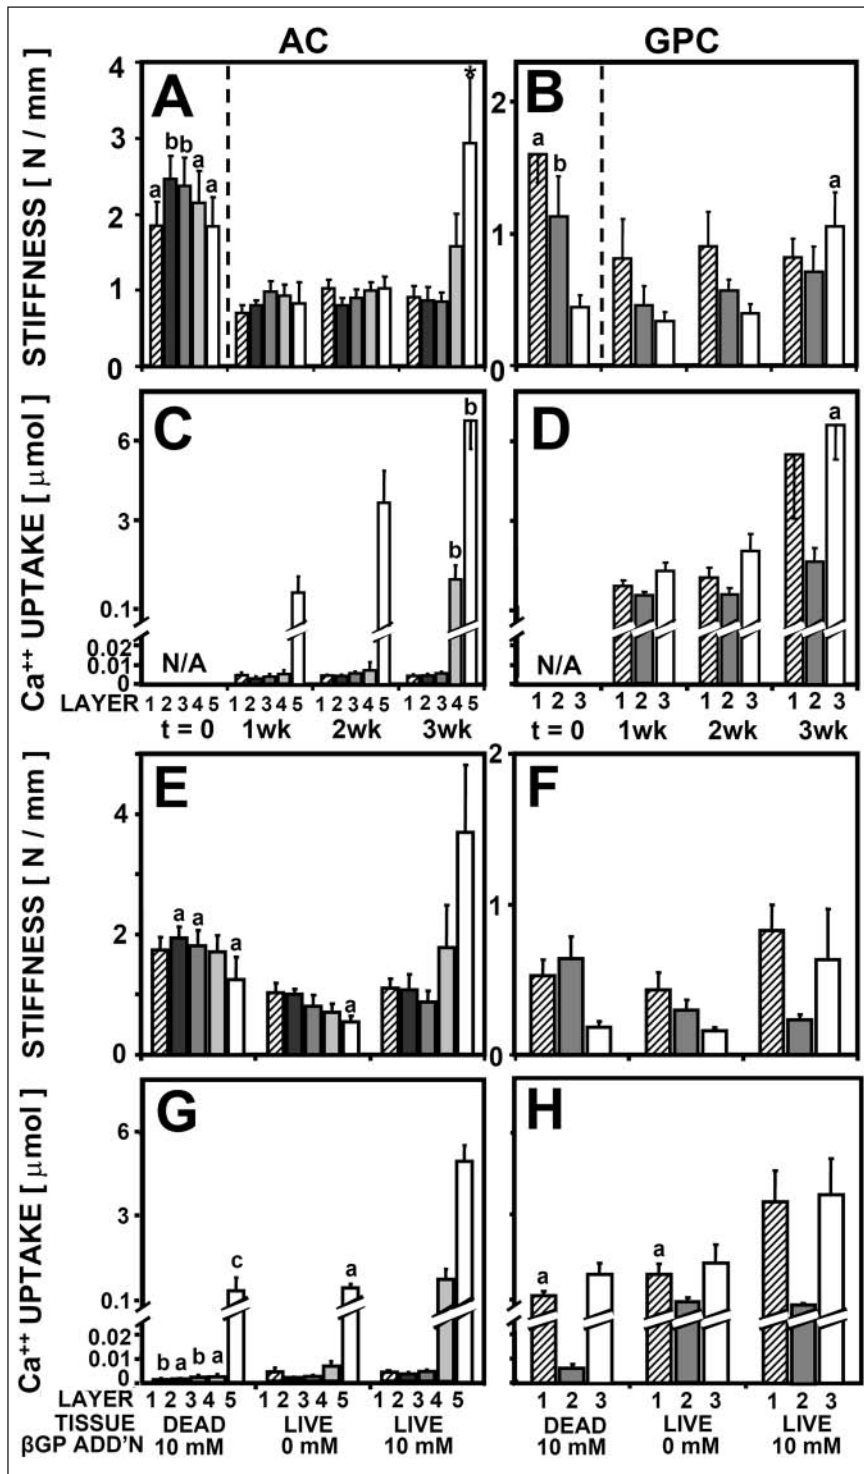 AC GPC
A
B
STIFFNESS [ N / mm ]
4
3
2
1
0
a b b a a
*
2
1
0
a b
a
C
D
Ca++ UPTAKE [ μmol ]
6
3
0.1
0.02
0.01
0
N/A
b
b
N/A
a
LAYER 1 2 3 4 5 1 2 3 4 5 1 2 3 4 5 1 2 3 4 5 1 2 3 1 2 3 1 2 3 1 2 3
t = 0 1wk 2wk 3wk t = 0 1wk 2wk 3wk
E
F
STIFFNESS [ N / mm ]
4
2
0
a a a
a
2
1
0
G
H
Ca++ UPTAKE [ μmol ]
6
3
0.1
0.02
0.01
0
b a b a c
a
a
a
LAYER 1 2 3 4 5 1 2 3 4 5 1 2 3 4 5 1 2 3 1 2 3 1 2 3
TISSUE DEAD LIVE LIVE DEAD LIVE LIVE
βGP ADD'N 10 mM 0 mM 10 mM 10 mM 0 mM 10 mM